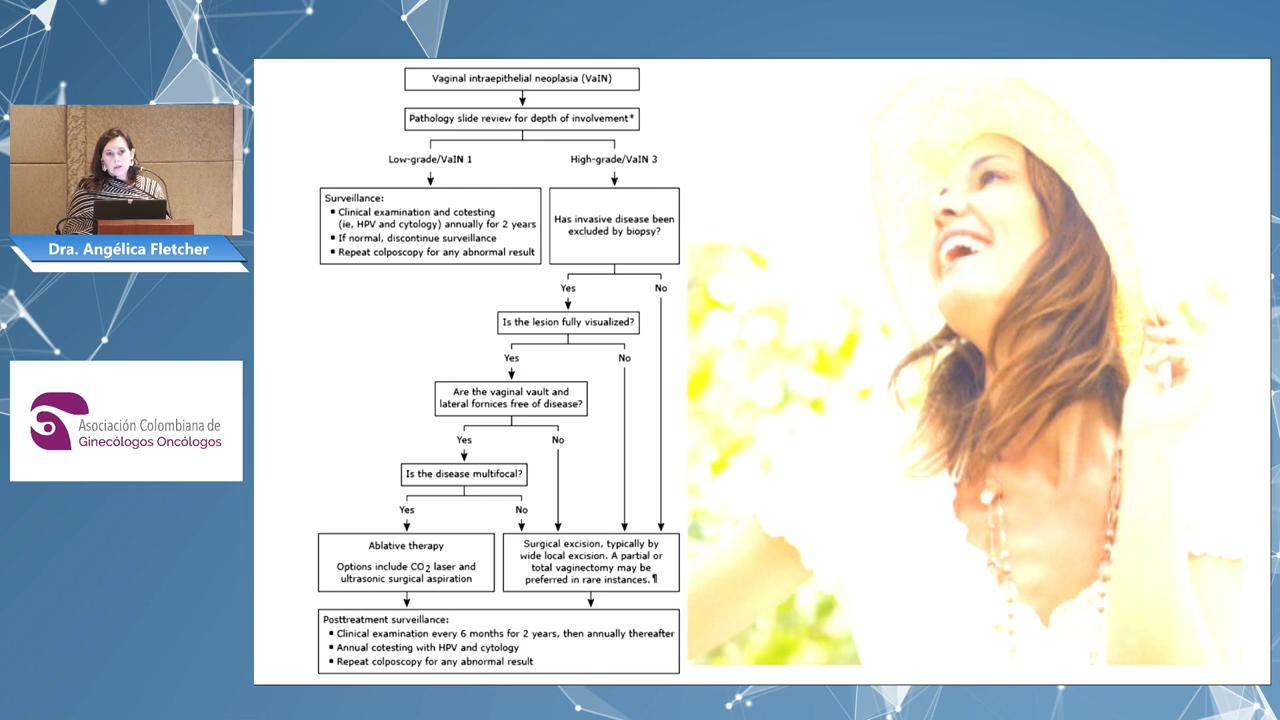 Dra. Angélica Fletcher
Asociación Colombiana de
Ginecólogos Oncólogos
Vaginal intraepithelial neoplasia (VaIN)
Pathology slide review for depth of involvement*
Low-grade/VaIN 1
High-grade/VaIN 3
Surveillance:
▪ Clinical examination and cotesting
(ie, HPV and cytology) annually for 2 years
▪ If normal, discontinue surveillance
▪ Repeat colposcopy for any abnormal result
Has invasive disease been
excluded by biopsy?
Yes
No
Is the lesion fully visualized?
Yes
No
Are the vaginal vault and
lateral fornices free of disease?
Yes
No
Is the disease multifocal?
Yes
No
Ablative therapy
Options include CO2 laser and
ultrasonic surgical aspiration
Surgical excision, typically by
wide local excision. A partial or
total vaginectomy may be
preferred in rare instances.¶
Posttreatment surveillance:
▪ Clinical examination every 6 months for 2 years, then annually thereafter
▪ Annual cotesting with HPV and cytology
▪ Repeat colposcopy for any abnormal result